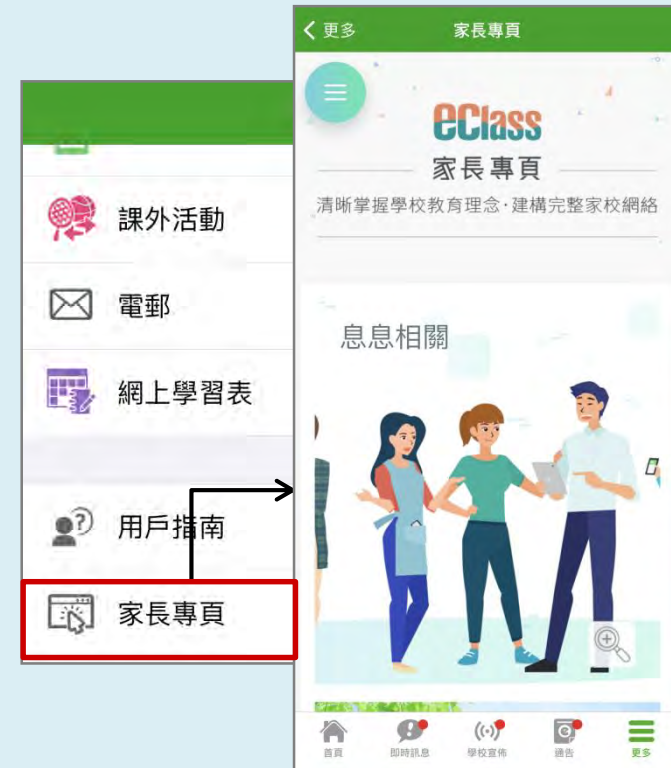 課外活動
電郵
網上學習表
用戶指南
家長專頁
更多
家長專頁
eClass
家長專頁
清晰掌握學校教育理念·建構完整家校網絡
息息相關
首頁
即時訊息
學校宣佈
通告
更多